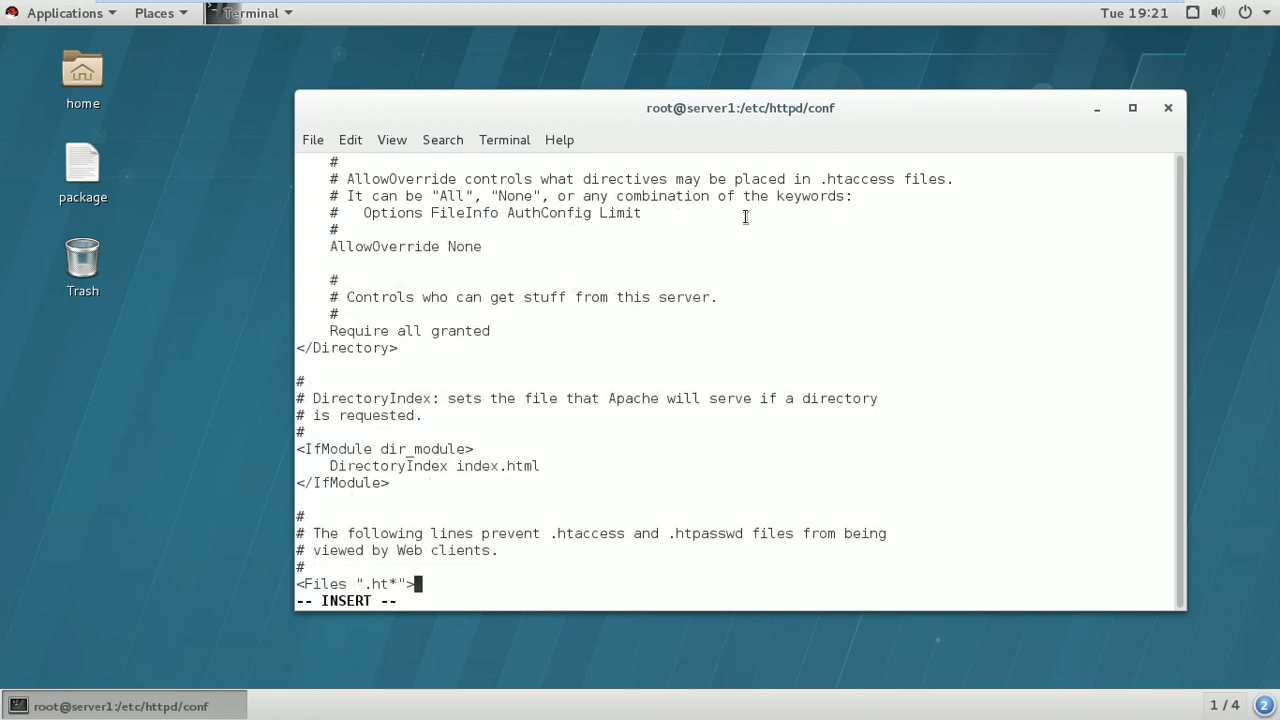 Applications Places Terminal Tue 19:21
home
package
Trash
root@server1:/etc/httpd/conf
File Edit View Search Terminal Help
#
# AllowOverride controls what directives may be placed in .htaccess files.
# It can be "All", "None", or any combination of the keywords:
#   Options FileInfo AuthConfig Limit
#
AllowOverride None
#
# Controls who can get stuff from this server.
#
Require all granted
</Directory>
#
# DirectoryIndex: sets the file that Apache will serve if a directory
# is requested.
#
<IfModule dir_module>
    DirectoryIndex index.html
</IfModule>
#
# The following lines prevent .htaccess and .htpasswd files from being
# viewed by Web clients.
#
<Files ".ht*">
-- INSERT --
root@server1:/etc/httpd/conf 1 / 4 2